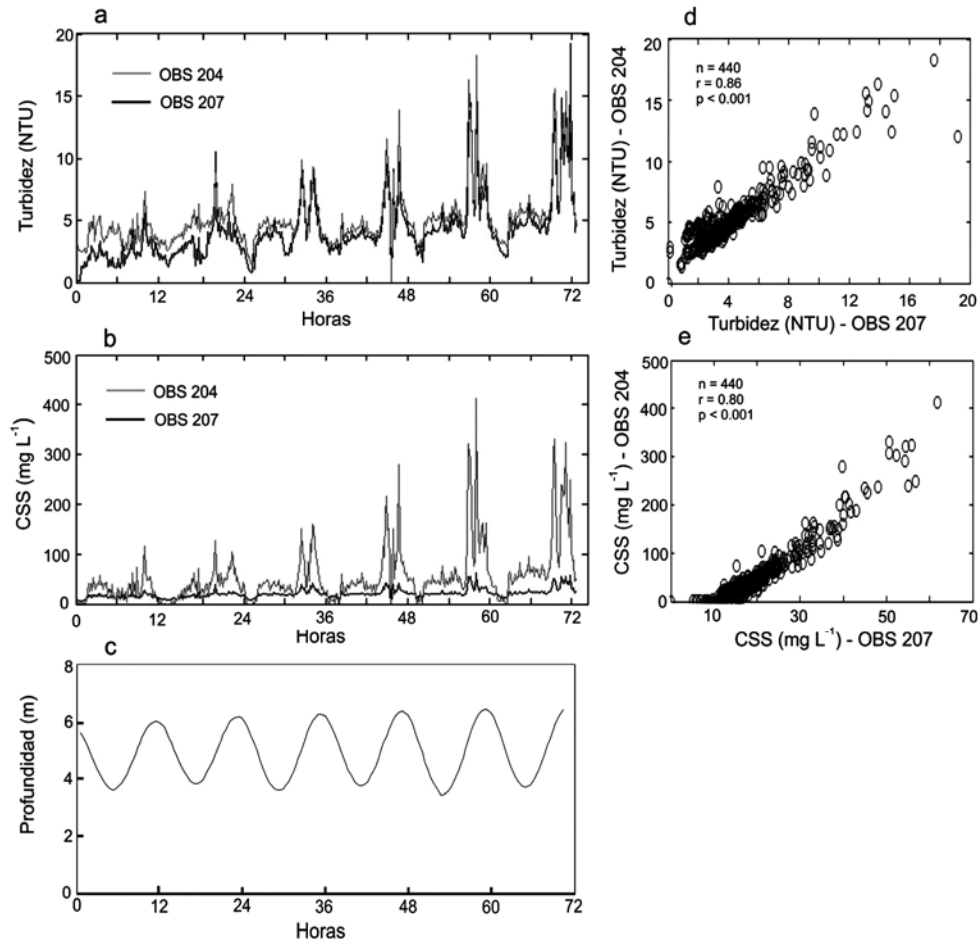 a
Turbidez (NTU)
20
15
10
5
0
OBS 204
OBS 207
0 12 24 36 48 60 72
Horas
b
CSS (mg L-1)
500
400
300
200
100
0
OBS 204
OBS 207
0 12 24 36 48 60 72
Horas
c
Profundidad (m)
8
6
4
2
0
0 12 24 36 48 60 72
Horas
d
Turbidez (NTU) - OBS 204
20
15
10
5
0
n = 440
r = 0.86
p < 0.001
0 4 8 12 16 20
Turbidez (NTU) - OBS 207
e
CSS (mg L-1) - OBS 204
500
400
300
200
100
0
n = 440
r = 0.80
p < 0.001
10 30 50 70
CSS (mg L-1) - OBS 207